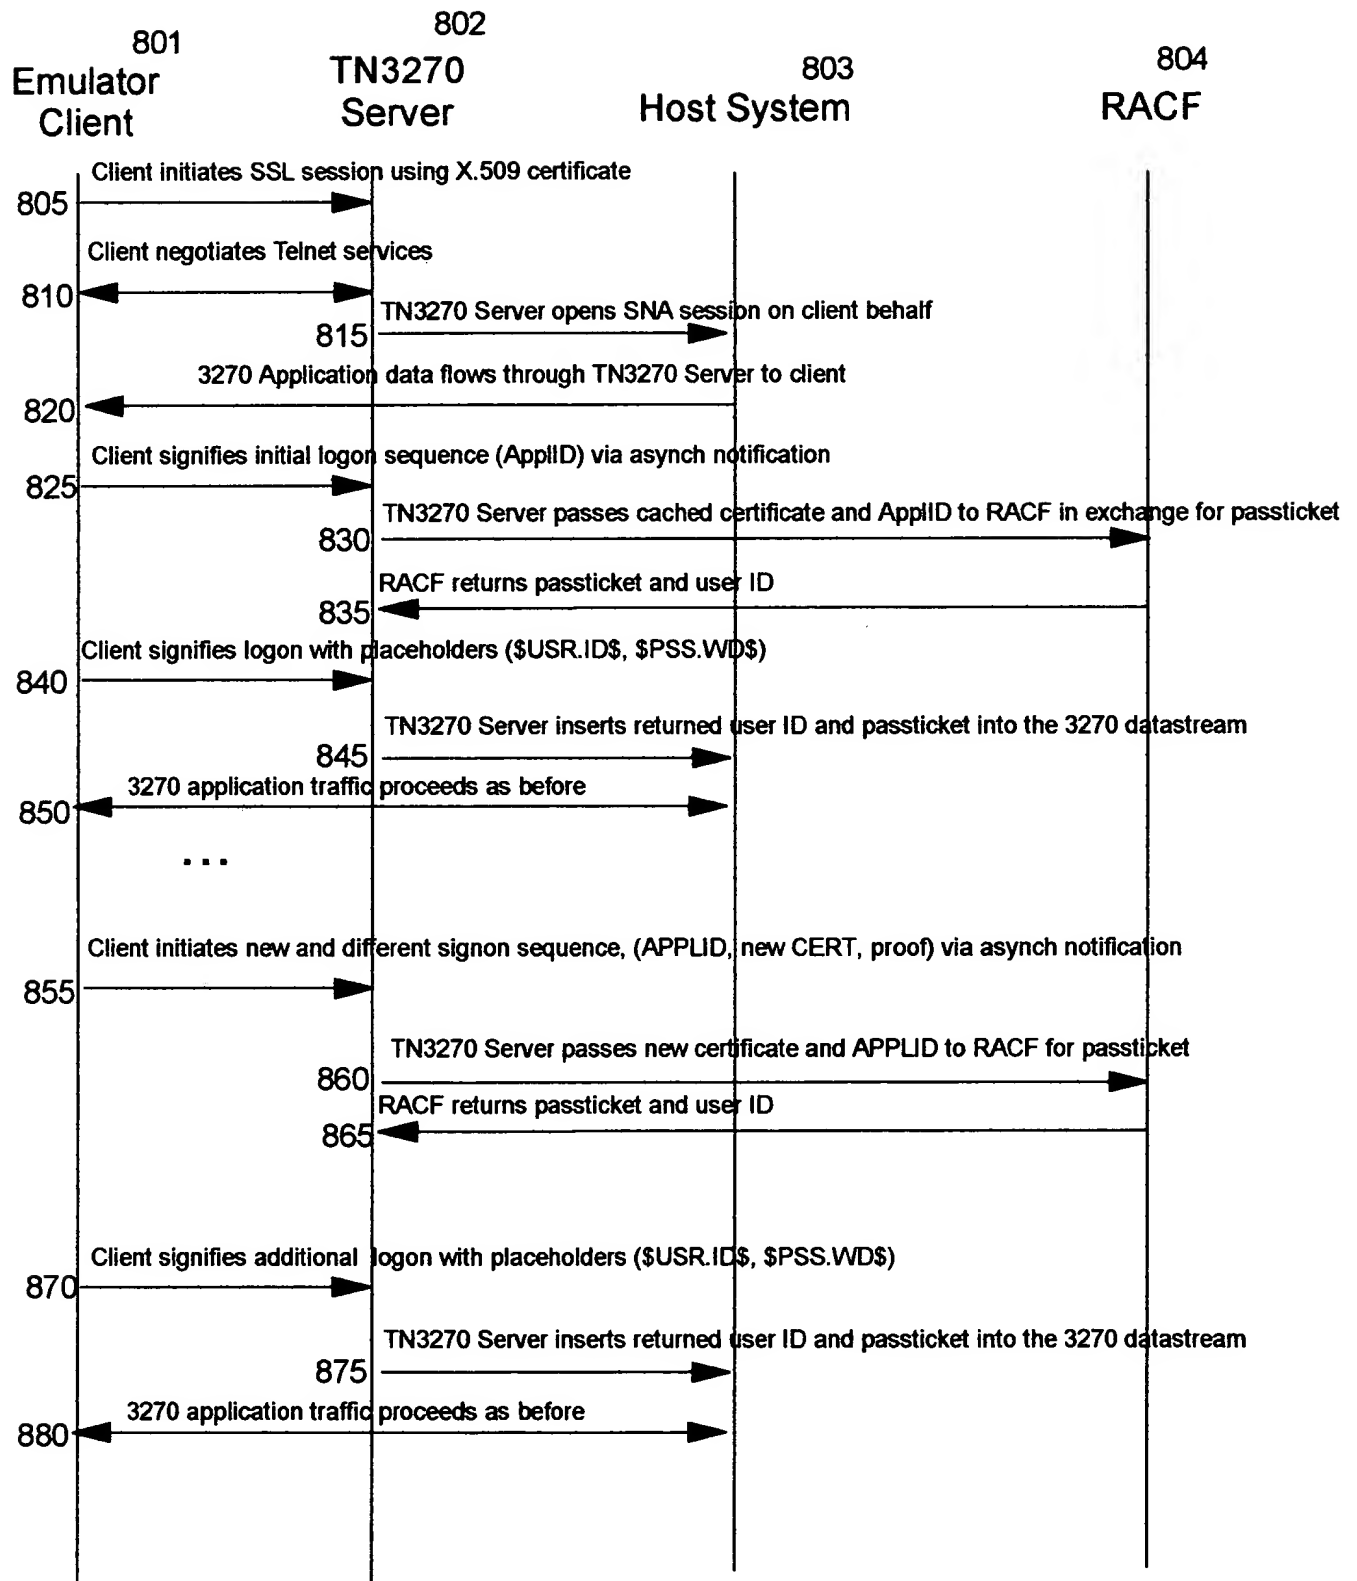 801
802
803
804
Emulator
Client
TN3270
Server
Host System
RACF
Client initiates SSL session using X.509 certificate
805
Client negotiates Telnet services
810
TN3270 Server opens SNA session on client behalf
815
3270 Application data flows through TN3270 Server to client
820
Client signifies initial logon sequence (ApplID) via asynch notification
825
TN3270 Server passes cached certificate and ApplID to RACF in exchange for passticket
830
RACF returns passticket and user ID
835
Client signifies logon with placeholders ($USR.ID$, $PSS.WD$)
840
TN3270 Server inserts returned user ID and passticket into the 3270 datastream
845
3270 application traffic proceeds as before
850
...
Client initiates new and different signon sequence, (APPLID, new CERT, proof) via asynch notification
855
TN3270 Server passes new certificate and APPLID to RACF for passticket
860
RACF returns passticket and user ID
865
Client signifies additional logon with placeholders ($USR.ID$, $PSS.WD$)
870
TN3270 Server inserts returned user ID and passticket into the 3270 datastream
875
3270 application traffic proceeds as before
880